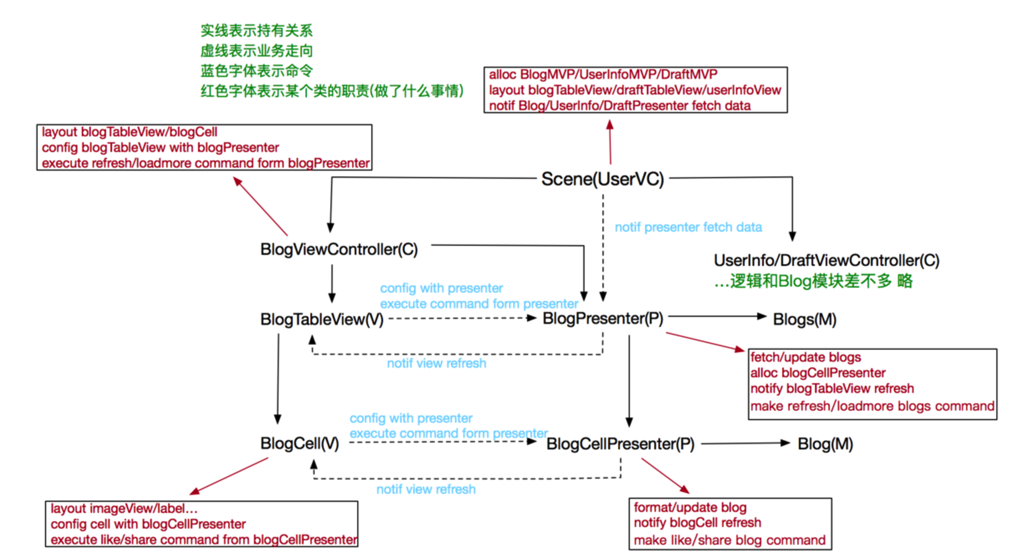 实线表示持有关系
虚线表示业务走向
蓝色字体表示命令
红色字体表示某个类的职责(做了什么事情)
alloc BlogMVP/UserInfoMVP/DraftMVP
layout blogTableView/draftTableView/userInfoView
notif Blog/UserInfo/DraftPresenter fetch data
layout blogTableView/blogCell
config blogTableView with blogPresenter
execute refresh/loadmore command form blogPresenter
Scene(UserVC)
notif presenter fetch data
BlogViewController(C)
UserInfo/DraftViewController(C)
...逻辑和Blog模块差不多 略
config with presenter
execute command form presenter
BlogTableView(V)
BlogPresenter(P)
Blogs(M)
notif view refresh
fetch/update blogs
alloc blogCellPresenter
notify blogTableView refresh
make refresh/loadmore blogs command
config with presenter
execute command form presenter
BlogCell(V)
BlogCellPresenter(P)
Blog(M)
notif view refresh
layout imageView/label...
config cell with blogCellPresenter
execute like/share command from blogCellPresenter
format/update blog
notify blogCell refresh
make like/share blog command